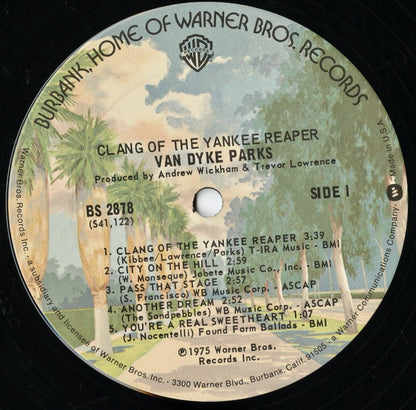 BURBANK, HOME OF WARNER BROS. RECORDS
CLANG OF THE YANKEE REAPER
VAN DYKE PARKS
Produced by Andrew Wickham & Trevor Lawrence
BS 2878
(S41,122)
SIDE 1
1. CLANG OF THE YANKEE REAPER 3:39
(Kibbee/Lawrence/Parks) T-IRA Music - BMI
2. CITY ON THE HILL 2:59
(W. Monseque) Jobete Music Co., Inc. - BMI
3. PASS THAT STAGE 2:57
(S. Francisco) WB Music Corp. - ASCAP
4. ANOTHER DREAM 2:52
(The Sandpebbles) WB Music Corp. - ASCAP
5. YOU'RE A REAL SWEETHEART 1:07
(J. Nocentelli) Found Farm Ballads - BMI
℗1975 Warner Bros.
Records Inc.
Warner Bros. Records Inc., a subsidiary and licensee of Warner Bros. Inc. · 3300 Warner Blvd., Burbank, Calif. 91505 · a Warner Communications Company ·
Made in U.S.A.